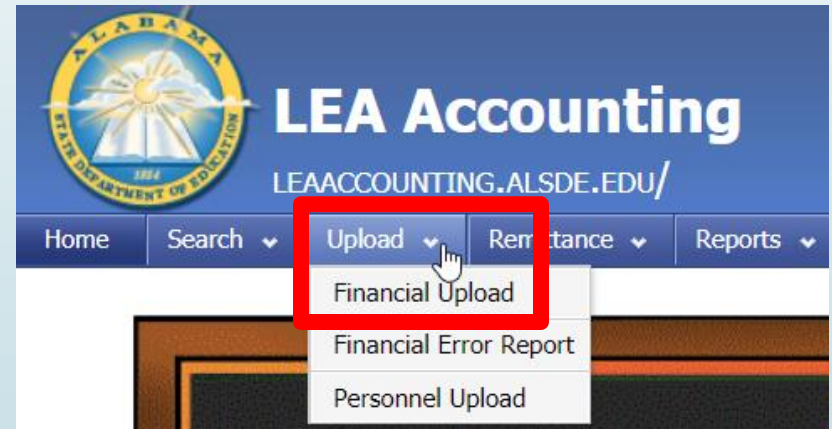 ALABAMA
STATE DEPARTMENT OF EDUCATION
LEA Accounting
LEAACCOUNTING.ALSDE.EDU/
Home Search Upload Remittance Reports
Financial Upload
Financial Error Report
Personnel Upload